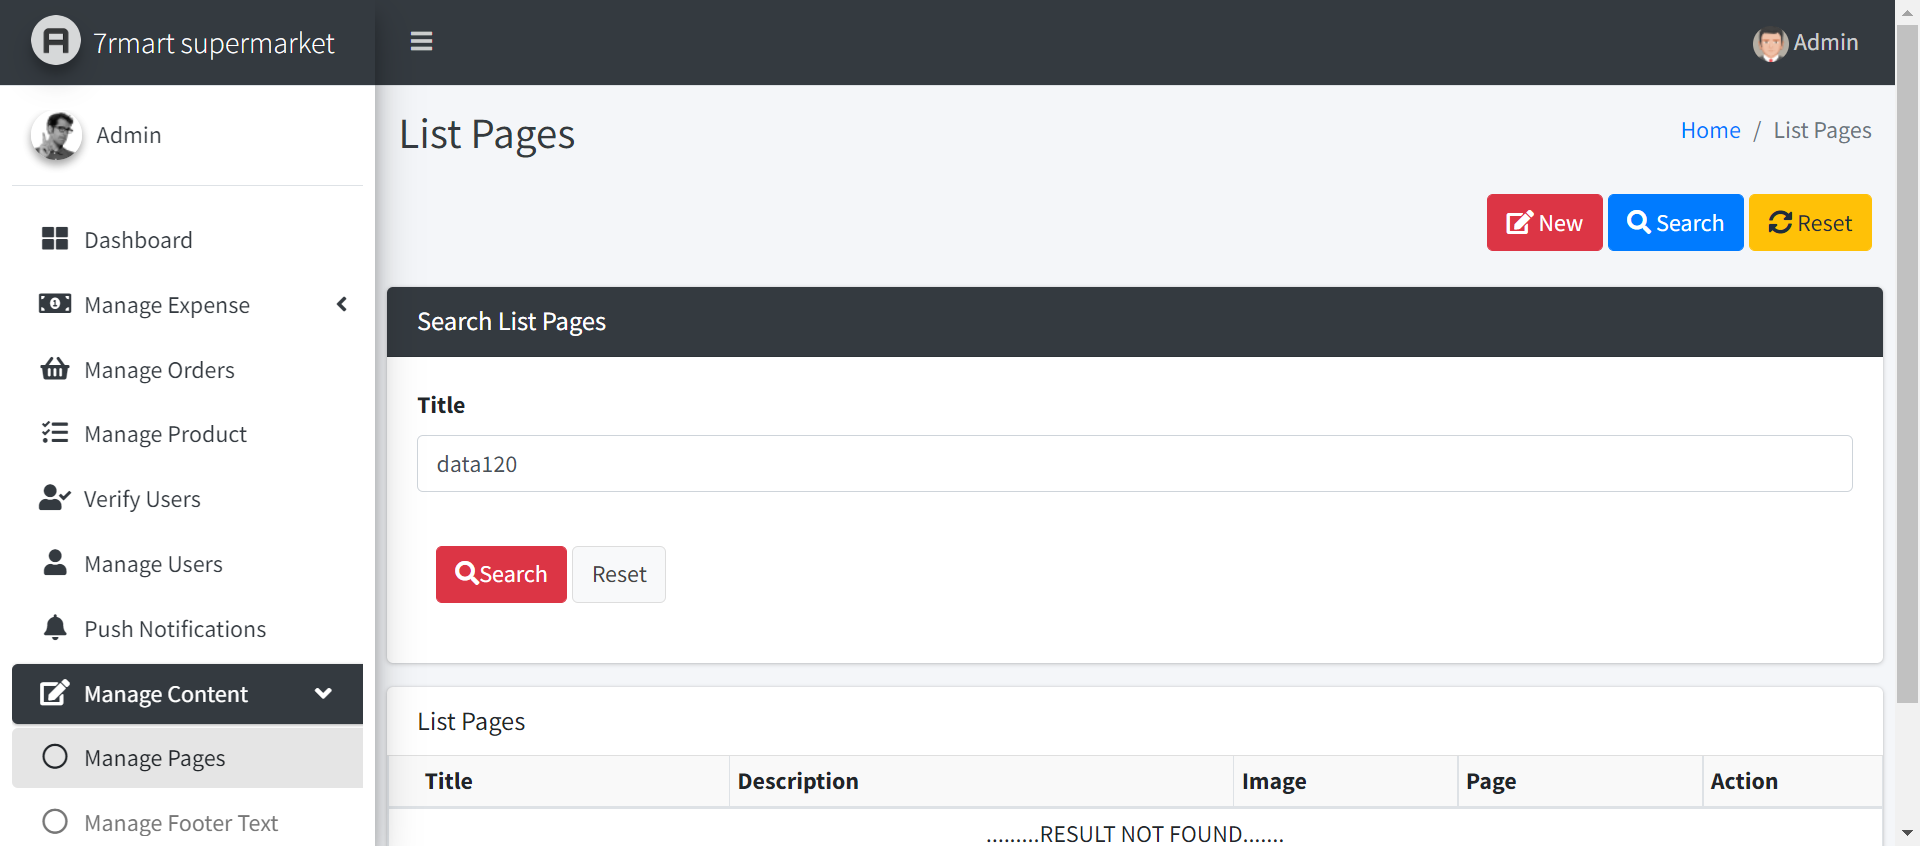 7rmart supermarket
Admin
Admin
List Pages
Home / List Pages
New
Search
Reset
Dashboard
Manage Expense
Manage Orders
Manage Product
Verify Users
Manage Users
Push Notifications
Manage Content
Manage Pages
Manage Footer Text
Search List Pages
Title
data120
Search
Reset
List Pages
Title Description Image Page Action
.........RESULT NOT FOUND.......